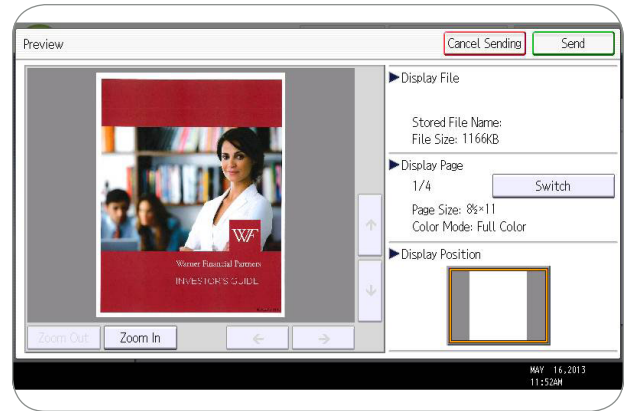 Preview
Cancel Sending
Send
WF
Warner Financial Partners
INVESTOR'S GUIDE
Zoom Out
Zoom In
▶Display File
Stored File Name:
File Size: 1166KB
▶Display Page
1/4
Switch
Page Size: 8½×11
Color Mode: Full Color
▶Display Position
MAY 16,2013
11:52AM